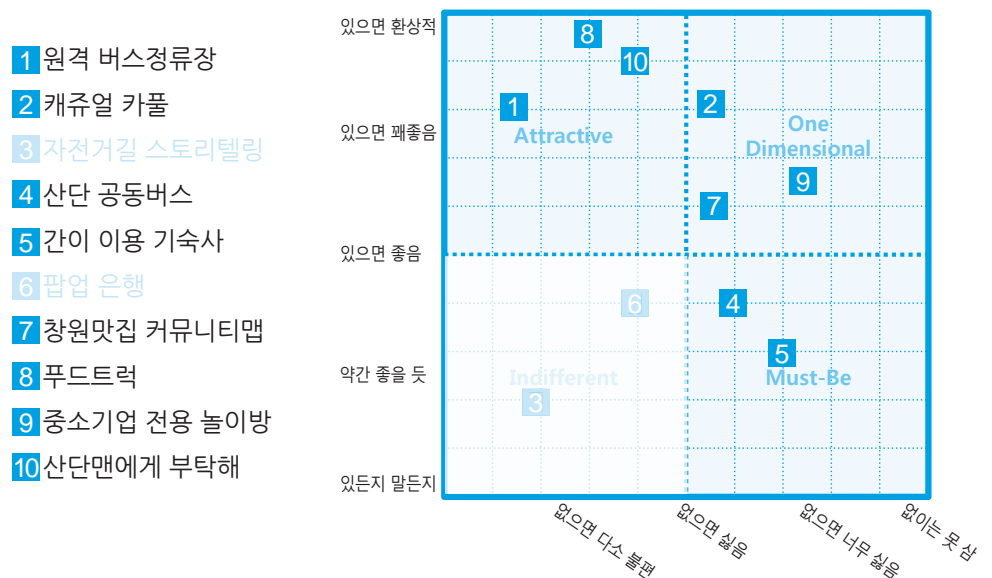 1 원격 버스정류장
2 캐쥬얼 카풀
3 자전거길 스토리텔링
4 산단 공동버스
5 간이 이용 기숙사
6 팝업 은행
7 창원맛집 커뮤니티맵
8 푸드트럭
9 중소기업 전용 놀이방
10 산단맨에게 부탁해
있으면 환상적
있으면 꽤좋음
있으면 좋음
약간 좋을 듯
있든지 말든지
8
10
1
2
Attractive
One
Dimensional
9
7
6
4
5
Indifferent
Must-Be
3
없으면 다소 불편
없으면 싫음
없으면 너무 싫음
없이는 못 삼